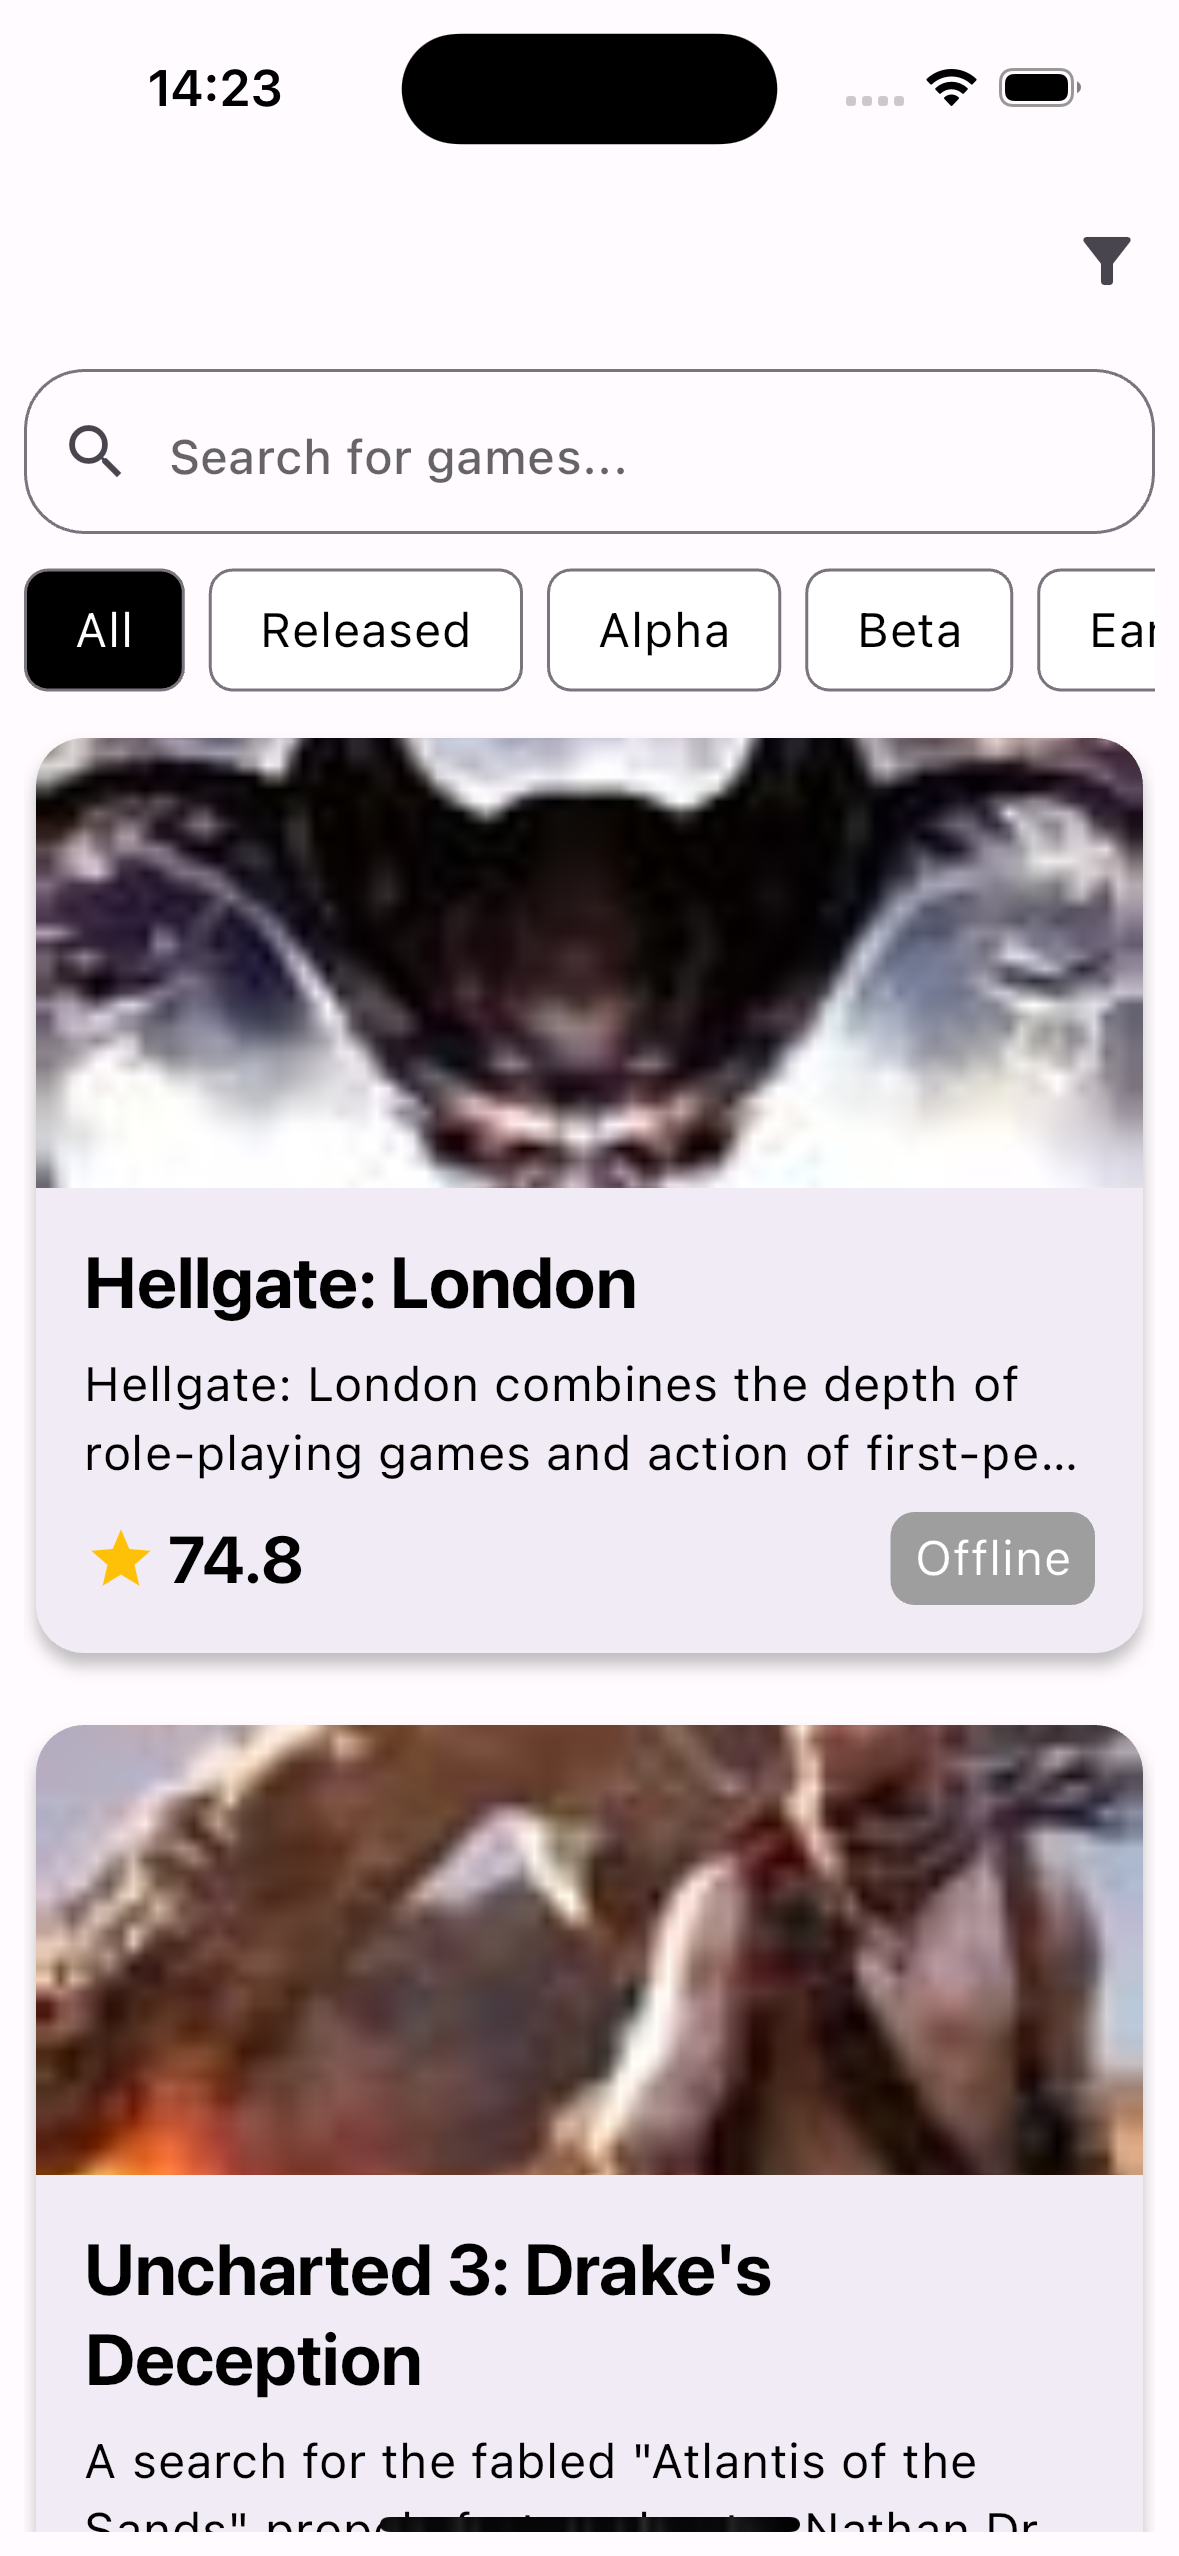 14:23
Search for games...
All Released Alpha Beta Ear
Hellgate: London
Hellgate: London combines the depth of
role-playing games and action of first-pe...
74.8 Offline
Uncharted 3: Drake's
Deception
A search for the fabled "Atlantis of the
Sands" Nathan Dr